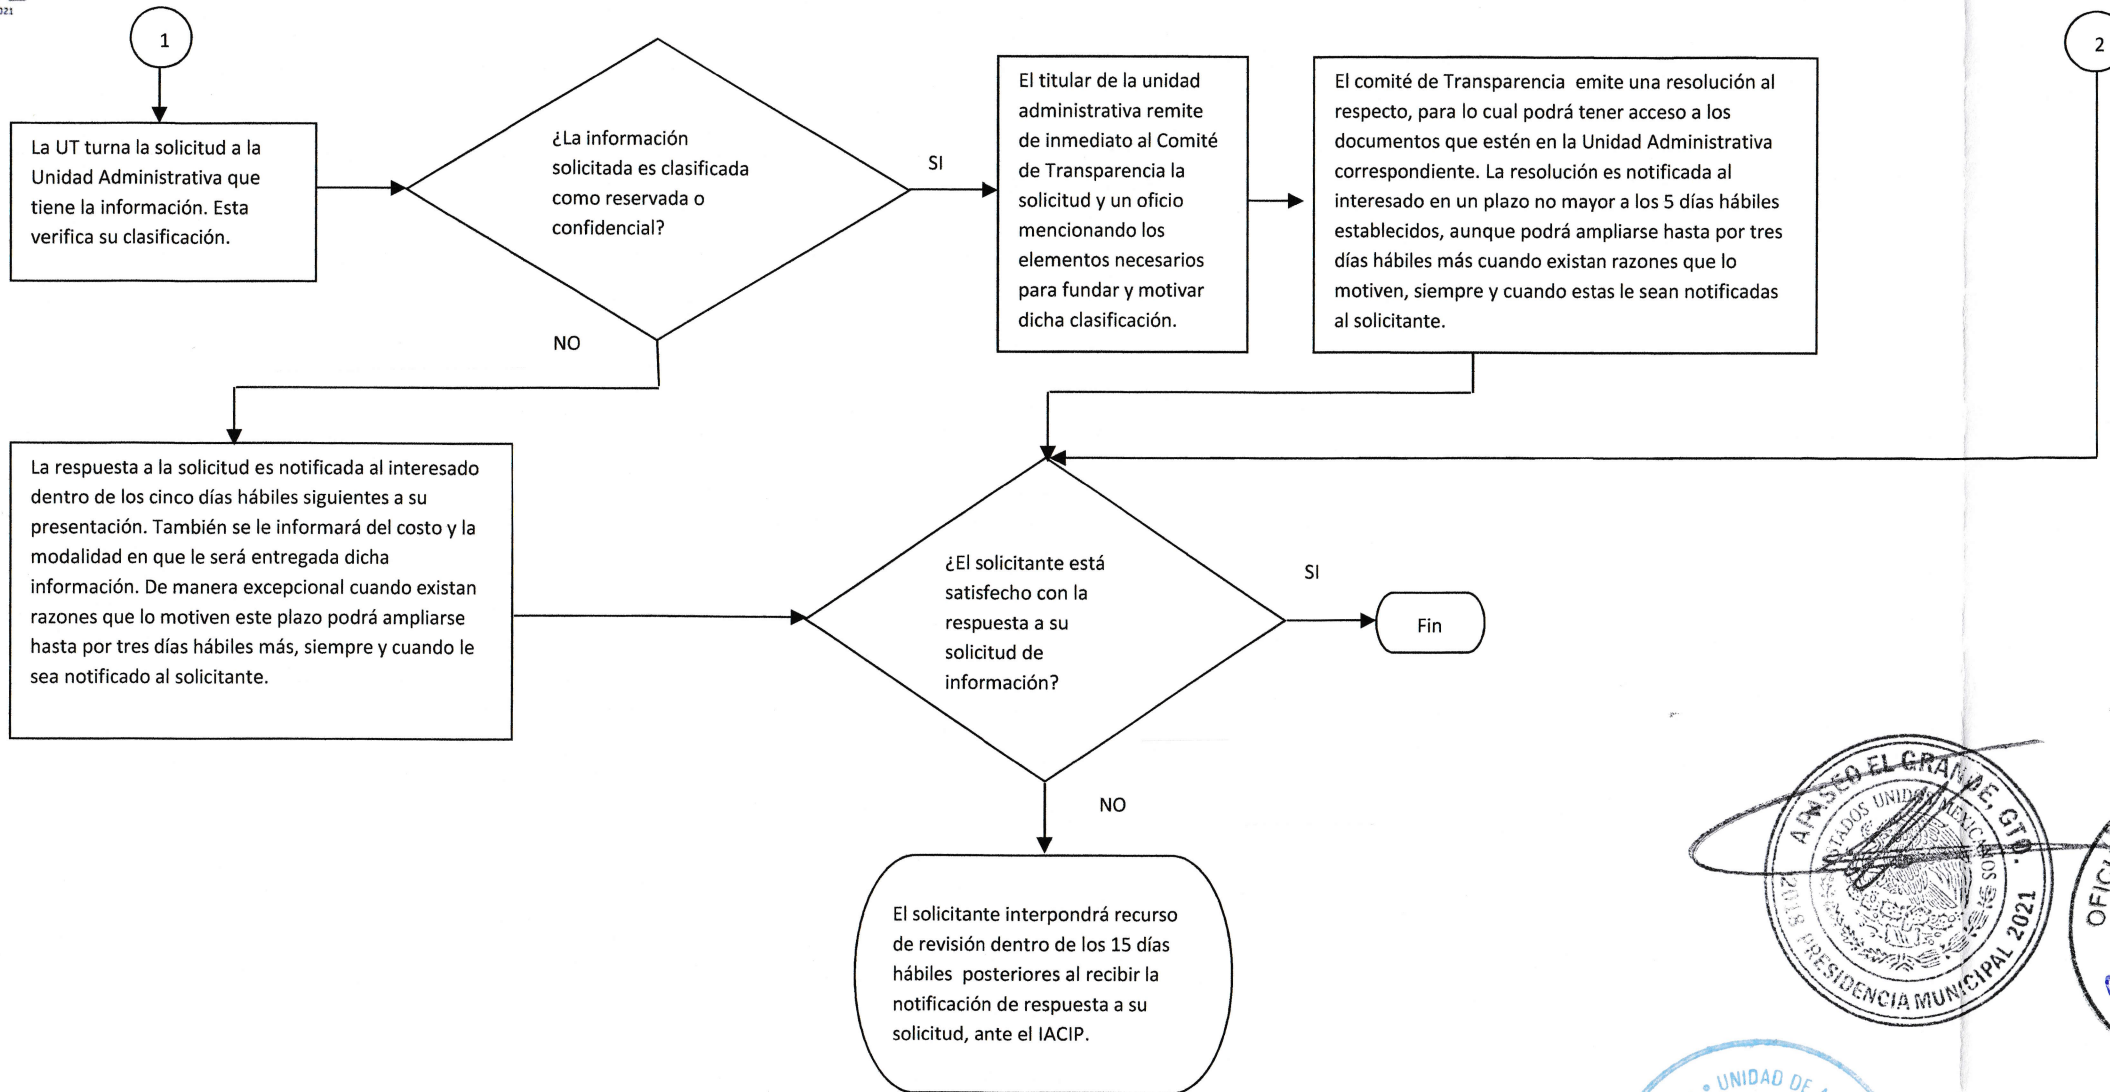 021
1
La UT turna la solicitud a la
Unidad Administrativa que
tiene la información. Esta
verifica su clasificación.
¿La información
solicitada es clasificada
como reservada o
confidencial?
SI
NO
El titular de la unidad
administrativa remite
de inmediato al Comité
de Transparencia la
solicitud y un oficio
mencionando los
elementos necesarios
para fundar y motivar
dicha clasificación.
El comité de Transparencia  emite una resolución al
respecto, para lo cual podrá tener acceso a los
documentos que estén en la Unidad Administrativa
correspondiente. La resolución es notificada al
interesado en un plazo no mayor a los 5 días hábiles
establecidos, aunque podrá ampliarse hasta por tres
días hábiles más cuando existan razones que lo
motiven, siempre y cuando estas le sean notificadas
al solicitante.
2
La respuesta a la solicitud es notificada al interesado
dentro de los cinco días hábiles siguientes a su
presentación. También se le informará del costo y la
modalidad en que le será entregada dicha
información. De manera excepcional cuando existan
razones que lo motiven este plazo podrá ampliarse
hasta por tres días hábiles más, siempre y cuando le
sea notificado al solicitante.
¿El solicitante está
satisfecho con la
respuesta a su
solicitud de
información?
SI
Fin
NO
El solicitante interpondrá recurso
de revisión dentro de los 15 días
hábiles  posteriores al recibir la
notificación de respuesta a su
solicitud, ante el IACIP.
APASEO EL GRANDE, GTO.
ESTADOS UNIDOS MEXICANOS
2018 PRESIDENCIA MUNICIPAL 2021
OFICI
UNIDAD DE A